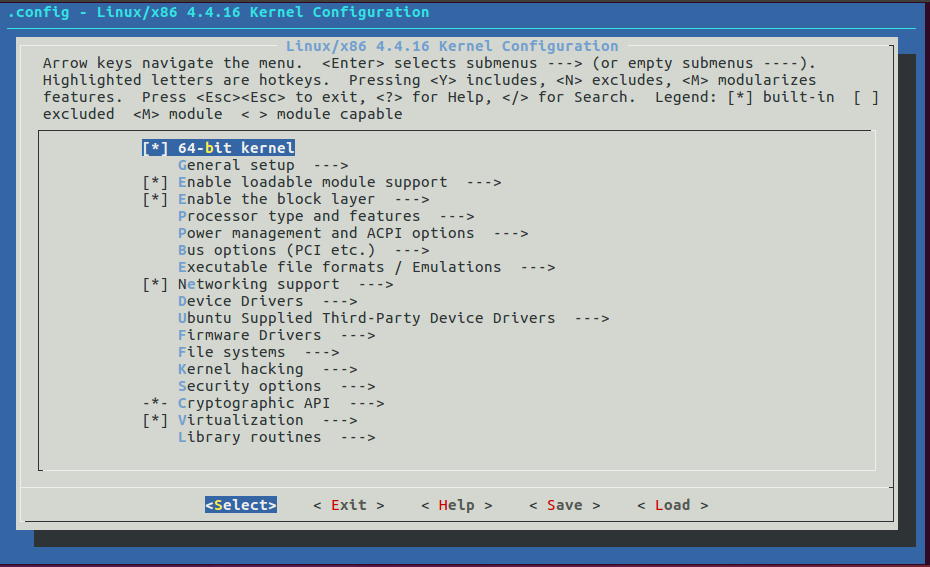 .config - Linux/x86 4.4.16 Kernel Configuration
Linux/x86 4.4.16 Kernel Configuration
Arrow keys navigate the menu.  <Enter> selects submenus ---> (or empty submenus ----).
Highlighted letters are hotkeys.  Pressing <Y> includes, <N> excludes, <M> modularizes
features.  Press <Esc><Esc> to exit, <?> for Help, </> for Search.  Legend: [*] built-in  [ ]
excluded  <M> module  < > module capable
[*] 64-bit kernel
General setup  --->
[*] Enable loadable module support  --->
[*] Enable the block layer  --->
Processor type and features  --->
Power management and ACPI options  --->
Bus options (PCI etc.)  --->
Executable file formats / Emulations  --->
[*] Networking support  --->
Device Drivers  --->
Ubuntu Supplied Third-Party Device Drivers  --->
Firmware Drivers  --->
File systems  --->
Kernel hacking  --->
Security options  --->
-*- Cryptographic API  --->
[*] Virtualization  --->
Library routines  --->
<Select>    < Exit >    < Help >    < Save >    < Load >